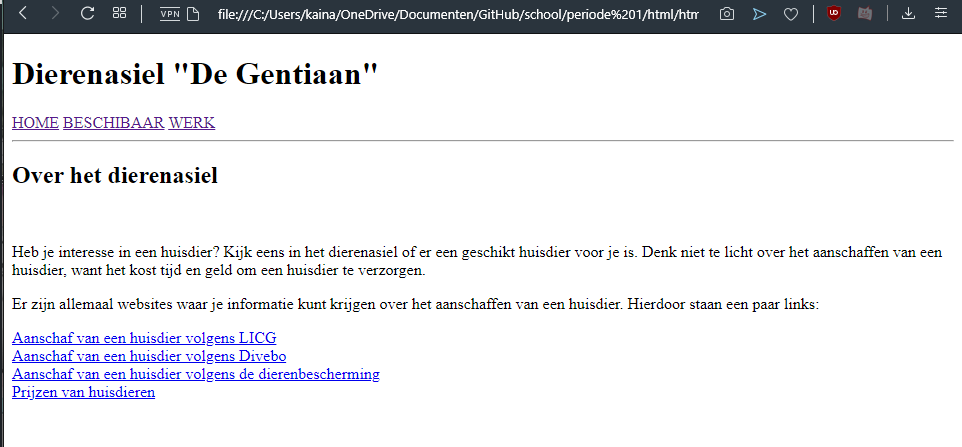 VPN file:///C:/Users/kaina/OneDrive/Documenten/GitHub/school/periode%201/html/htm
Dierenasiel "De Gentiaan"
HOME BESCHIBAAR WERK
Over het dierenasiel
Heb je interesse in een huisdier? Kijk eens in het dierenasiel of er een geschikt huisdier voor je is. Denk niet te licht over het aanschaffen van een
huisdier, want het kost tijd en geld om een huisdier te verzorgen.
Er zijn allemaal websites waar je informatie kunt krijgen over het aanschaffen van een huisdier. Hierdoor staan een paar links:
Aanschaf van een huisdier volgens LICG
Aanschaf van een huisdier volgens Divebo
Aanschaf van een huisdier volgens de dierenbescherming
Prijzen van huisdieren